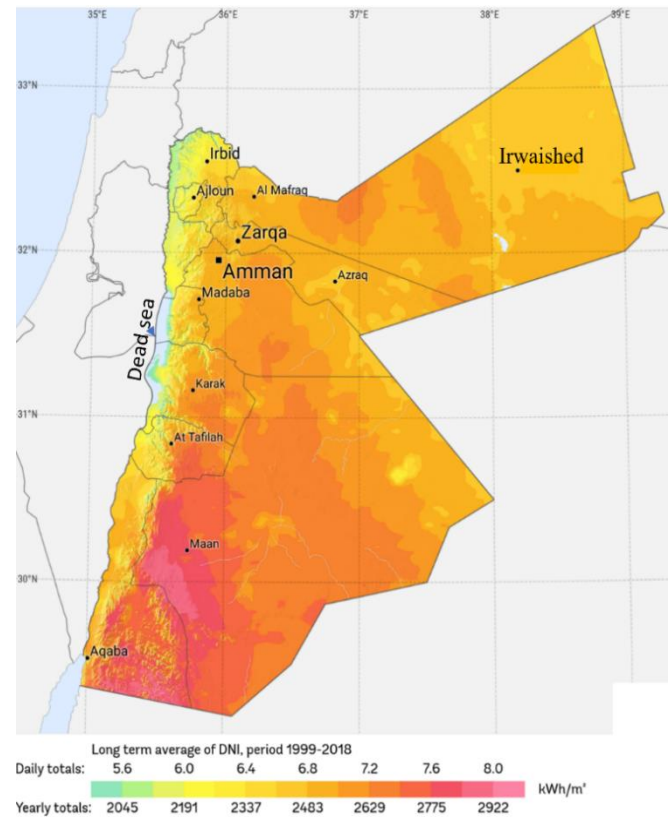 35°E 36°E 37°E 38°E 39°E
33°N
Irbid
Irwaished
Ajloun
Al Mafraq
Zarqa
32°N
Amman
Azraq
Madaba
Dead sea
Karak
31°N
At Tafilah
Maan
30°N
Aqaba
Long term average of DNI, period 1999-2018
Daily totals: 5.6 6.0 6.4 6.8 7.2 7.6 8.0
kWh/m²
Yearly totals: 2045 2191 2337 2483 2629 2775 2922